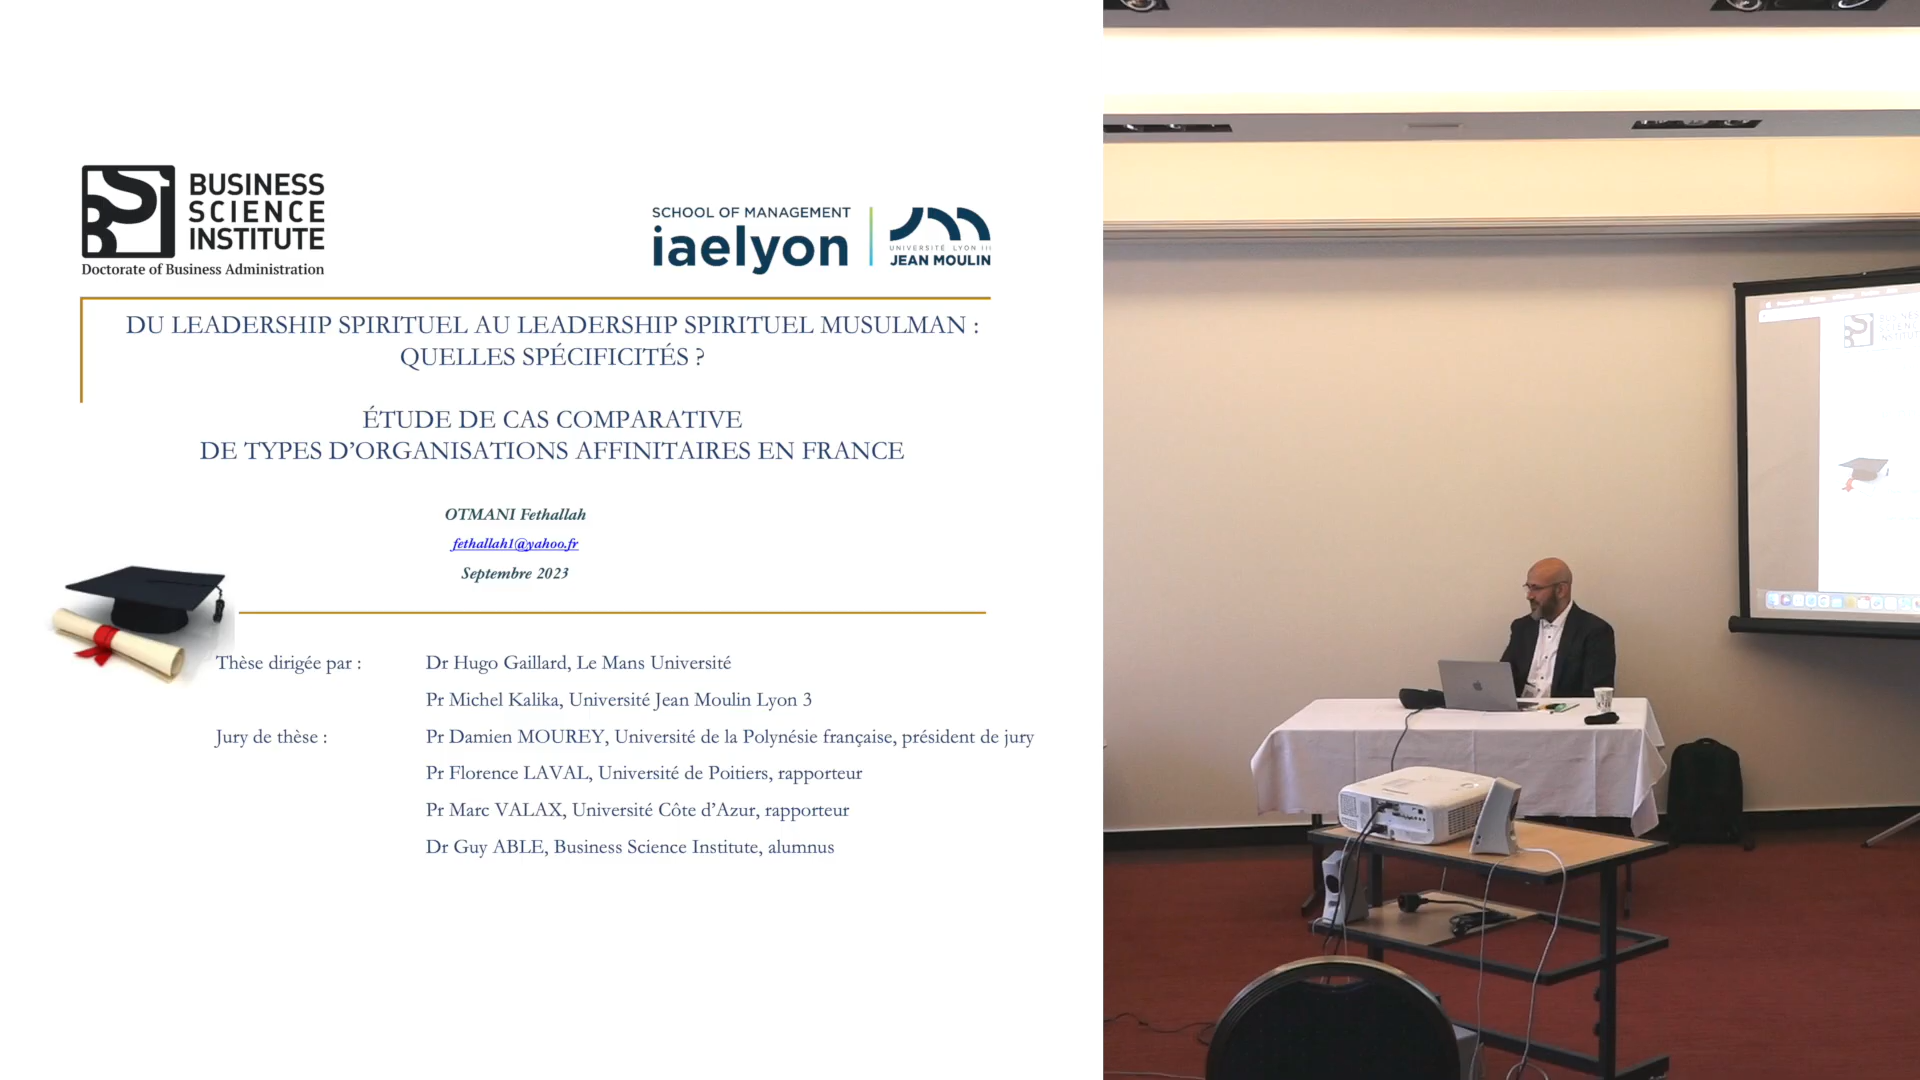 BUSINESS
SCIENCE
INSTITUTE
Doctorate of Business Administration
SCHOOL OF MANAGEMENT
iaelyon
UNIVERSITÉ LYON III
JEAN MOULIN
DU LEADERSHIP SPIRITUEL AU LEADERSHIP SPIRITUEL MUSULMAN :
QUELLES SPÉCIFICITÉS ?
ÉTUDE DE CAS COMPARATIVE
DE TYPES D'ORGANISATIONS AFFINITAIRES EN FRANCE
OTMANI Fethallah
fethallah1@yahoo.fr
Septembre 2023
Thèse dirigée par : Dr Hugo Gaillard, Le Mans Université
Pr Michel Kalika, Université Jean Moulin Lyon 3
Jury de thèse : Pr Damien MOUREY, Université de la Polynésie française, président de jury
Pr Florence LAVAL, Université de Poitiers, rapporteur
Pr Marc VALAX, Université Côte d'Azur, rapporteur
Dr Guy ABLE, Business Science Institute, alumnus